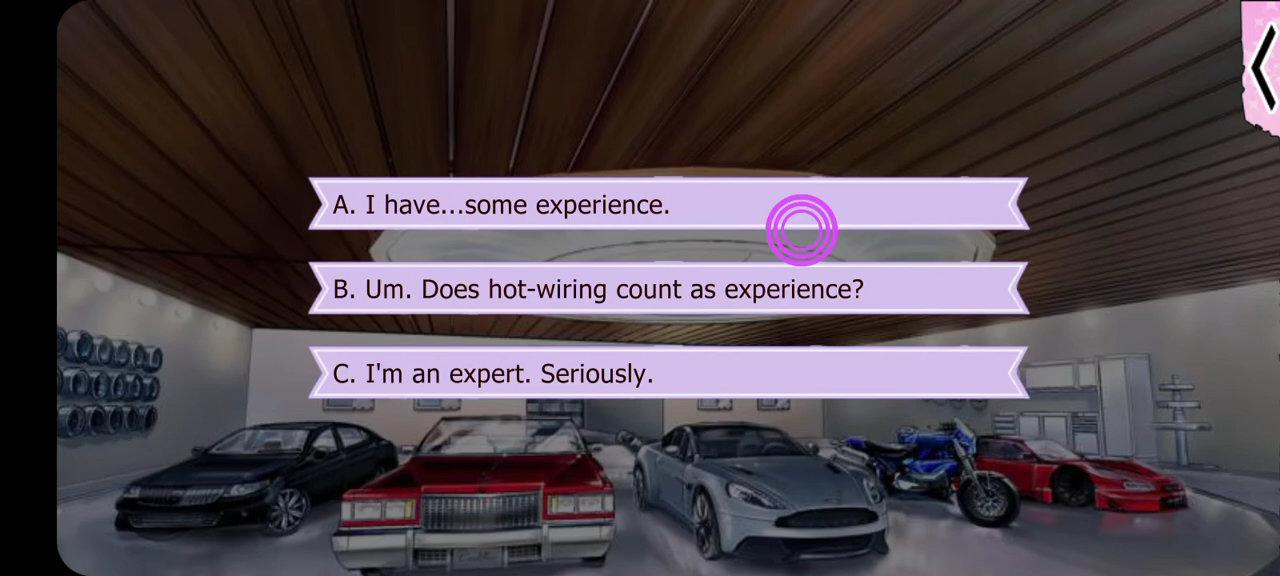 A. I have...some experience.
B. Um. Does hot-wiring count as experience?
C. I'm an expert. Seriously.